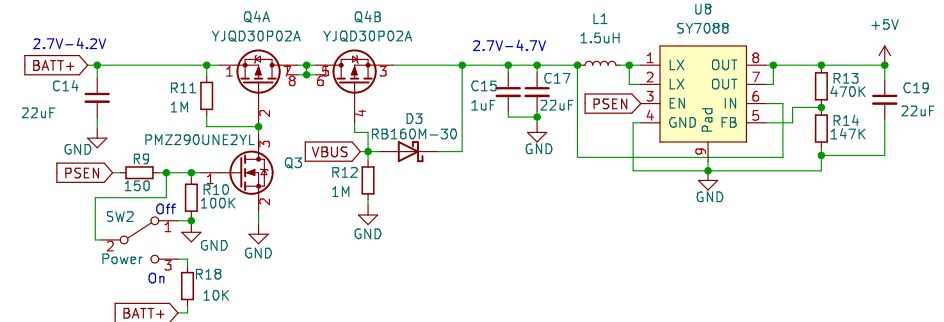 Q4A
YJQD30P02A
Q4B
YJQD30P02A
U8
SY7088
+5V
2.7V-4.2V
BATT+
C14
22uF
GND
R11
1M
1
7
8
2
5
6
3
4
2.7V-4.7V
C15
1uF
C17
22uF
GND
L1
1.5uH
1
2
3
4
LX
LX
EN
GND
Pad
OUT
OUT
IN
FB
8
7
6
5
9
PSEN
GND
R13
470K
R14
147K
C19
22uF
PMZ290UNE2YL
Q3
3
1
2
GND
D3
RB160M-30
VBUS
R12
1M
GND
PSEN
R9
150
R10
100K
GND
SW2
Off
1
2
Power
3
On
R18
10K
BATT+